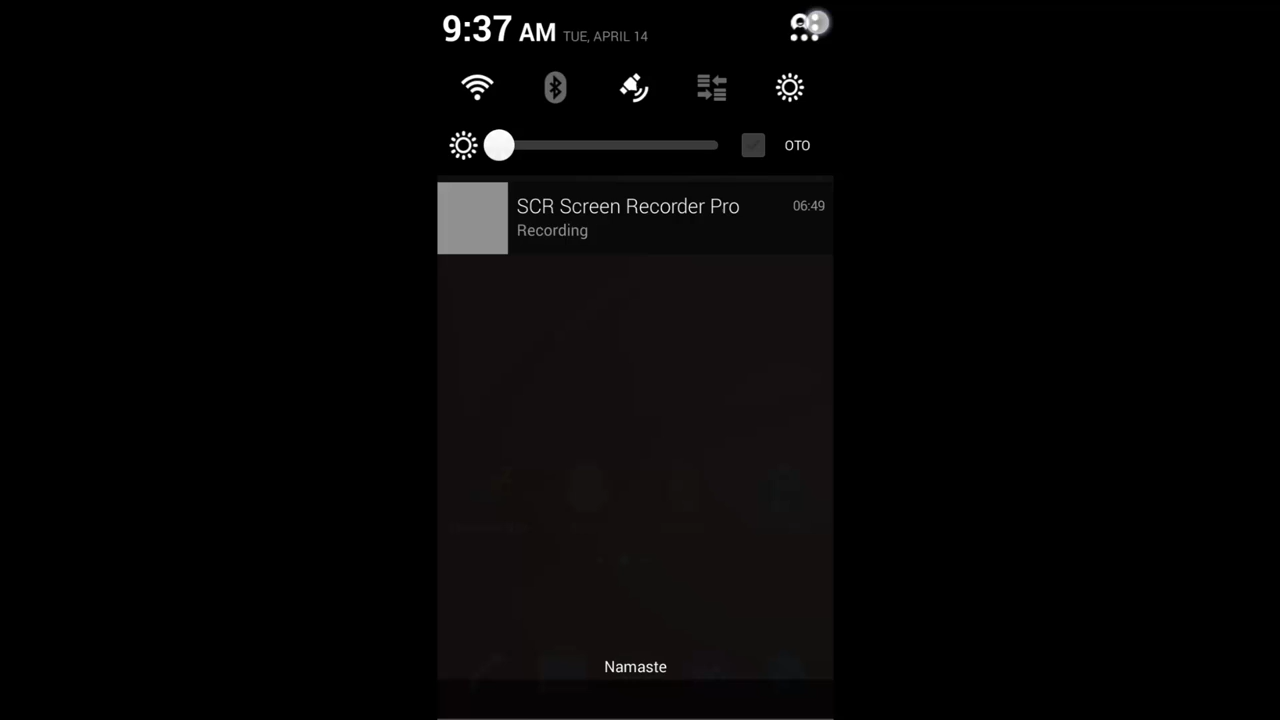 9:37 AM TUE, APRIL 14
OTO
SCR Screen Recorder Pro 06:49
Recording
Namaste